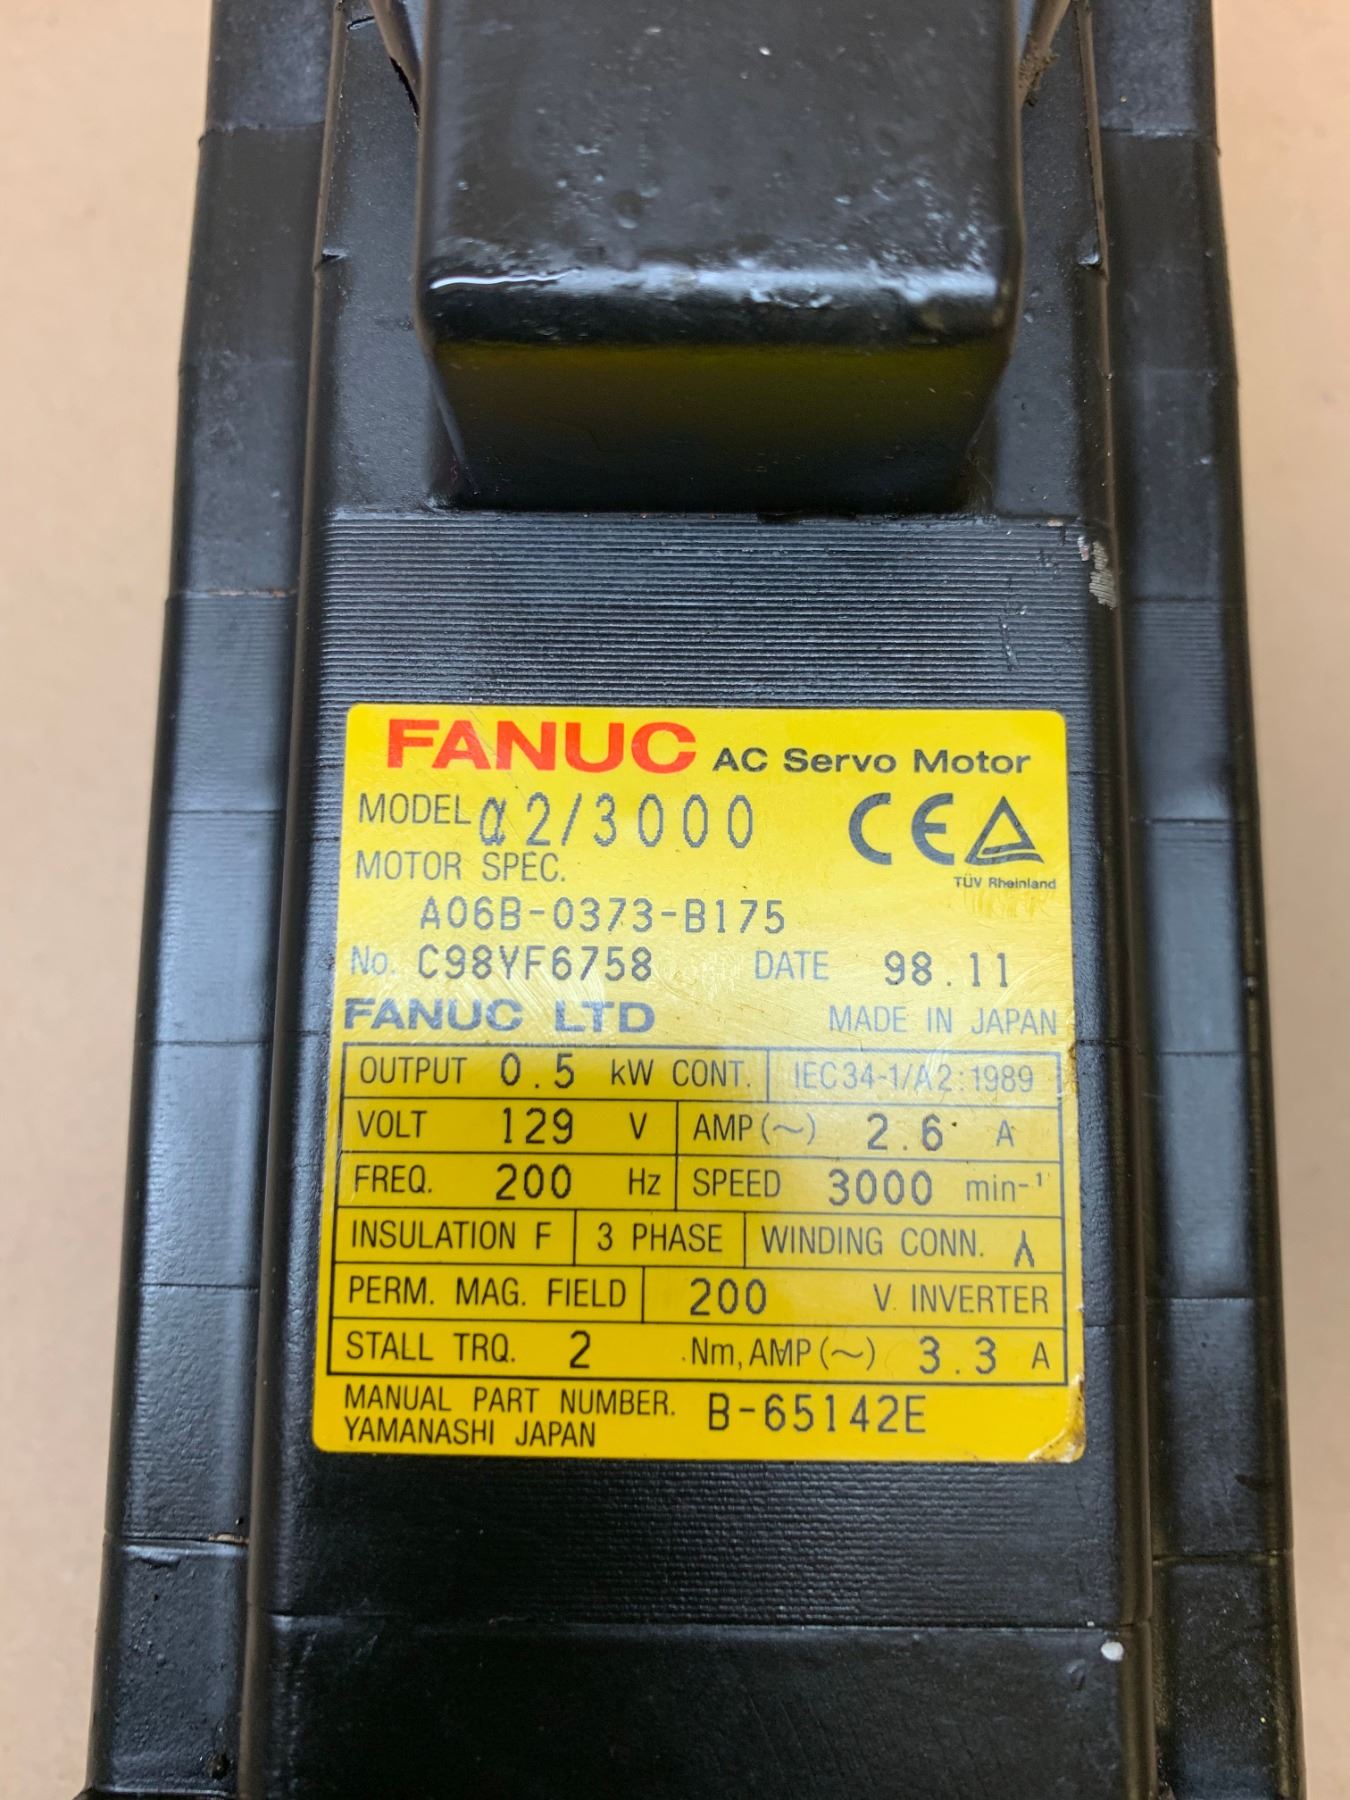 FANUC AC Servo Motor
MODEL α2/3000
CE
MOTOR SPEC.
TÜV Rheinland
A06B-0373-B175
No. C98YF6758 DATE 98.11
FANUC LTD MADE IN JAPAN
OUTPUT 0.5 kW CONT. IEC34-1/A2:1989
VOLT 129 V AMP(~) 2.6 A
FREQ. 200 Hz SPEED 3000 min-¹
INSULATION F 3 PHASE WINDING CONN. 人
PERM. MAG. FIELD 200 V. INVERTER
STALL TRQ. 2 Nm, AMP(~) 3.3 A
MANUAL PART NUMBER. B-65142E
YAMANASHI JAPAN